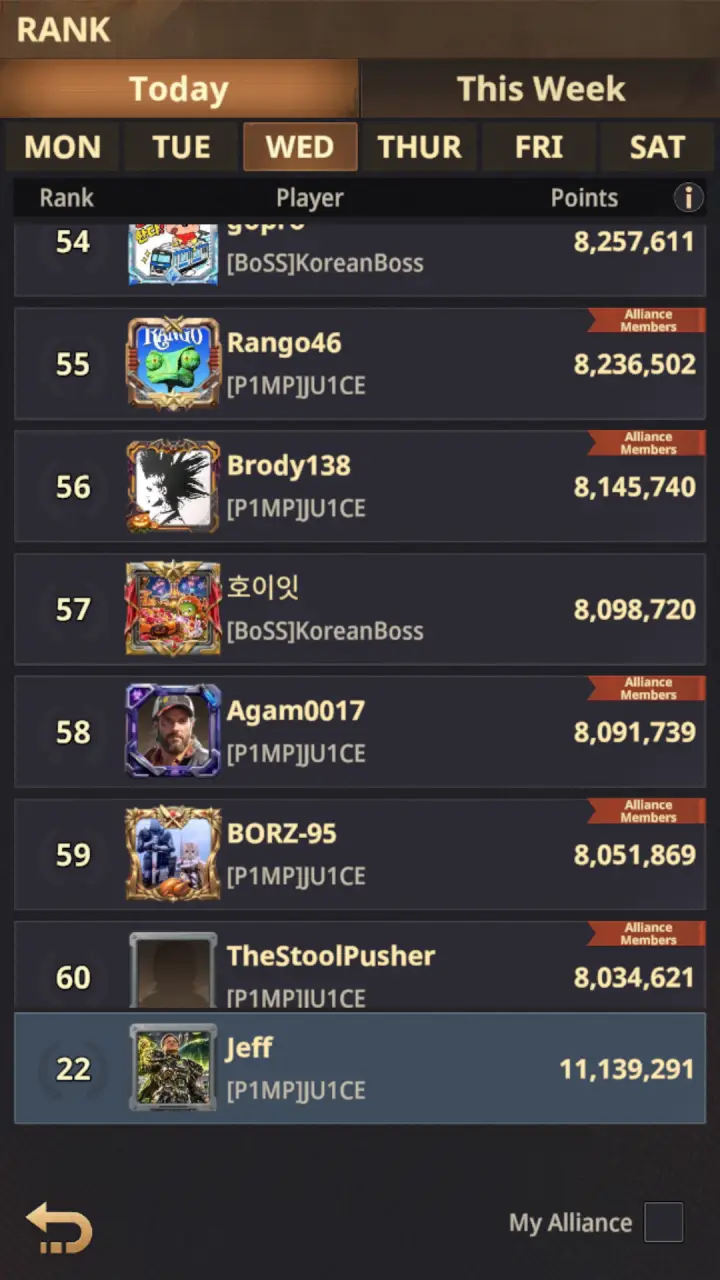 RANK
Today This Week
MON TUE WED THUR FRI SAT
Rank Player Points i
54 gopro 8,257,611
[BoSS]KoreanBoss
Alliance Members
RANGO
55 Rango46 8,236,502
[P1MP]JU1CE
Alliance Members
56 Brody138 8,145,740
[P1MP]JU1CE
57 호이잇 8,098,720
[BoSS]KoreanBoss
Alliance Members
58 Agam0017 8,091,739
[P1MP]JU1CE
Alliance Members
59 BORZ-95 8,051,869
[P1MP]JU1CE
Alliance Members
60 TheStoolPusher 8,034,621
[P1MP]JU1CE
22 Jeff 11,139,291
[P1MP]JU1CE
My Alliance